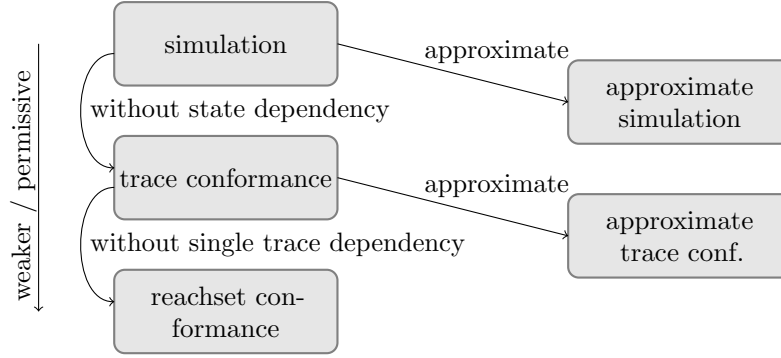 simulation
approximate
approximate
simulation
without state dependency
trace conformance
approximate
approximate
trace conf.
without single trace dependency
reachset con-
formance
weaker / permissive